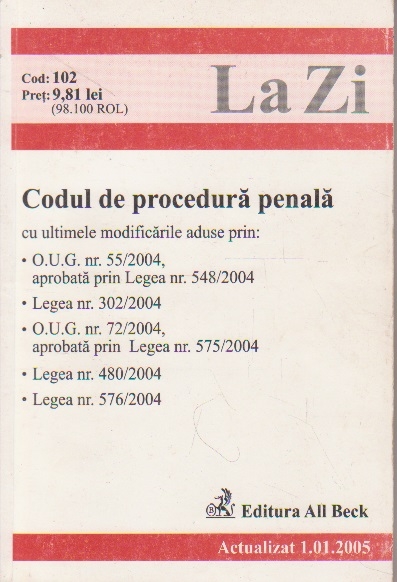 Cod: 102
Preț: 9,81 lei
(98.100 ROL)
La Zi
Codul de procedură penală
cu ultimele modificările aduse prin:
• O.U.G. nr. 55/2004,
aprobată prin Legea nr. 548/2004
• Legea nr. 302/2004
• O.U.G. nr. 72/2004,
aprobată prin Legea nr. 575/2004
• Legea nr. 480/2004
• Legea nr. 576/2004
Editura All Beck
Actualizat 1.01.2005